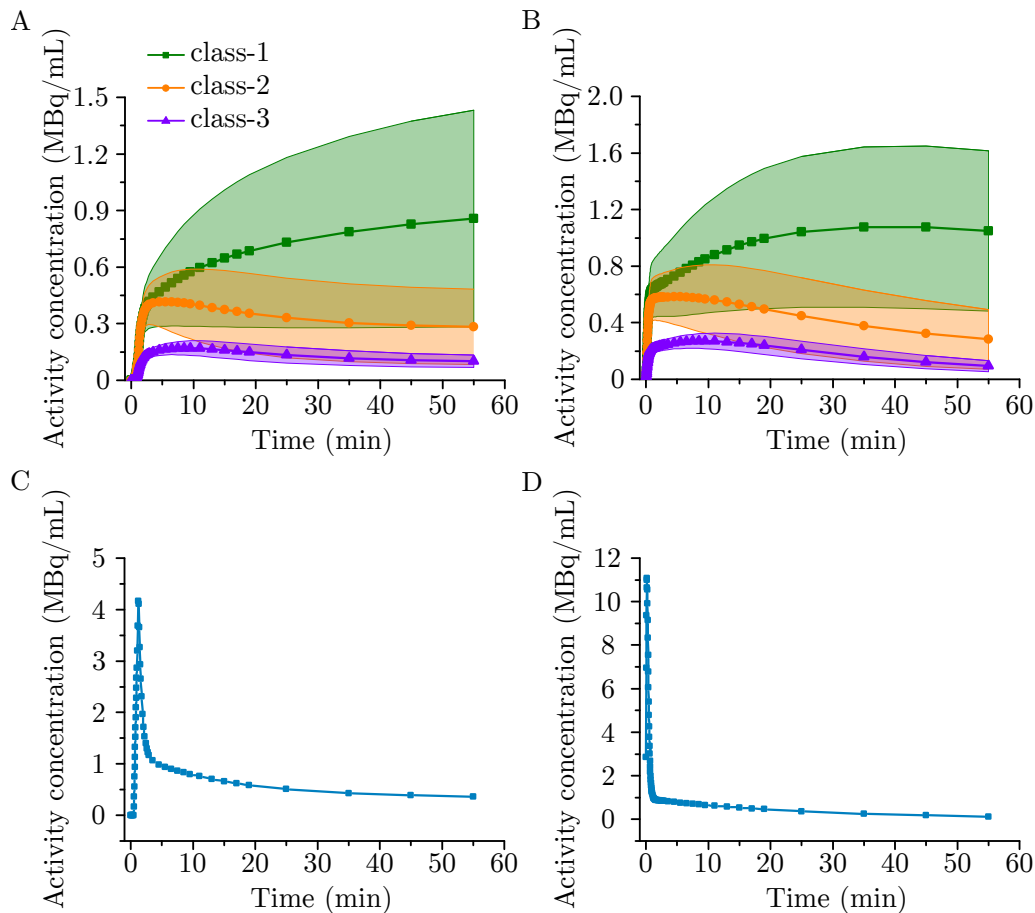 A
B
Activity concentration (MBq/mL)
class-1
class-2
class-3
1.5
1.2
0.9
0.6
0.3
0
0 10 20 30 40 50 60
Time (min)
Activity concentration (MBq/mL)
2.0
1.6
1.2
0.8
0.4
0
0 10 20 30 40 50 60
Time (min)
C
D
Activity concentration (MBq/mL)
5
4
3
2
1
0
0 10 20 30 40 50 60
Time (min)
Activity concentration (MBq/mL)
12
10
8
6
4
2
0
0 10 20 30 40 50 60
Time (min)